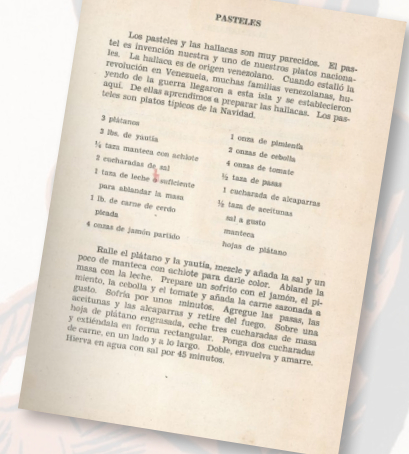 PASTELES
Los pasteles y las hallacas son muy parecidos. El pas-
tel es invención nuestra y uno de nuestros platos naciona-
les. La hallaca es de origen venezolano. Cuando estalló la
revolución en Venezuela, muchas familias venezolanas, hu-
yendo de la guerra llegaron a esta isla y se establecieron
aquí. De ellas aprendimos a preparar las hallacas. Los pas-
teles son platos típicos de la Navidad.
3 plátanos
2 lbs. de yautía
¼ taza manteca con achiote
2 cucharadas de sal
1 taza de leche o suficiente
para ablandar la masa
1 lb. de carne de cerdo
picada
4 onzas de jamón partido
1 onza de pimienta
2 onzas de cebolla
4 onzas de tomate
½ taza de pasas
1 cucharada de alcaparras
½ taza de aceitunas
sal a gusto
manteca
hojas de plátano
Ralle el plátano y la yautía, mezcle y añada la sal y un
poco de manteca con achiote para darle color. Ablande la
masa con la leche. Prepare un sofrito con el jamón, el pi-
miento, la cebolla y el tomate y añada la carne sazonada a
gusto. Sofría por unos minutos. Agregue las pasas, las
aceitunas y las alcaparras y retire del fuego. Sobre una
hoja de plátano engrasada, eche tres cucharadas de masa
y extiéndala en forma rectangular. Ponga dos cucharadas
de carne, en un lado y a lo largo. Doble, envuelva y amarre.
Hierva en agua con sal por 45 minutos.